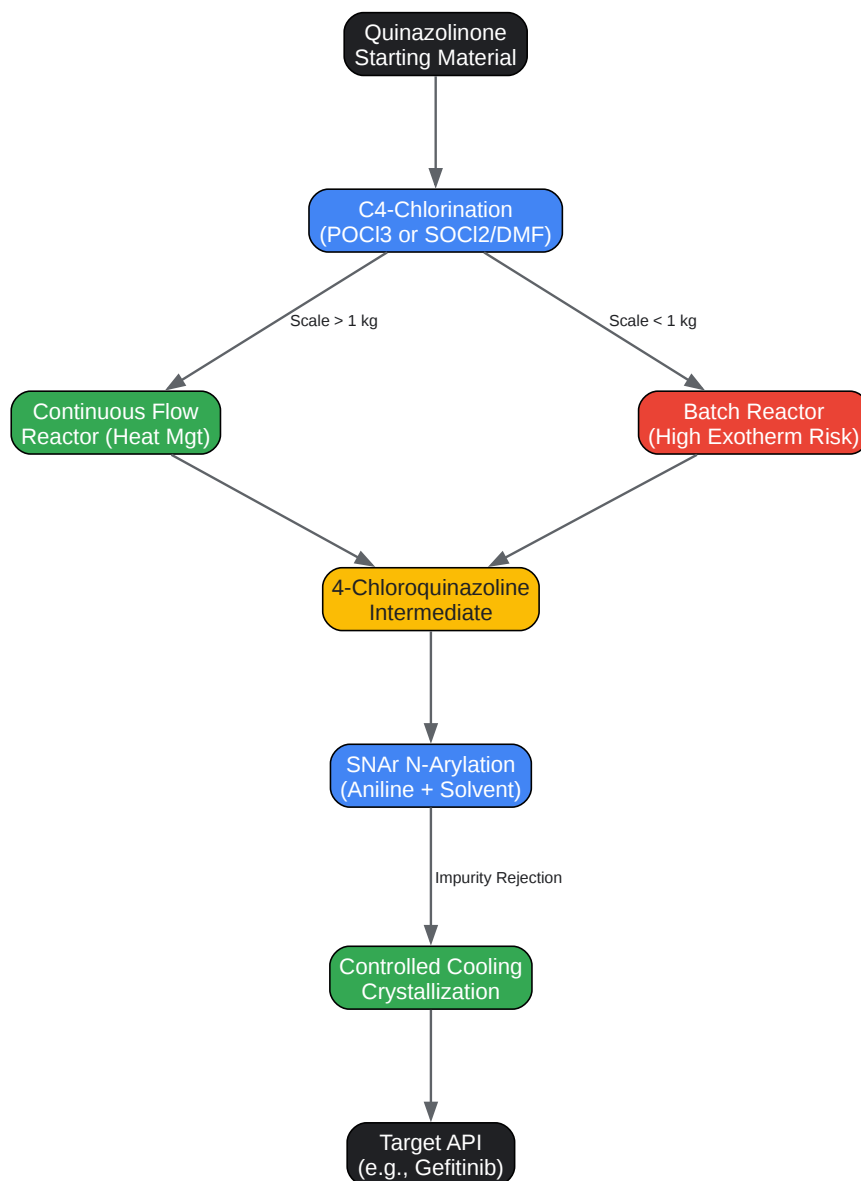 Quinazolinone
Starting Material
C4-Chlorination
(POCl3 or SOCl2/DMF)
Scale > 1 kg
Scale < 1 kg
Continuous Flow
Reactor (Heat Mgt)
Batch Reactor
(High Exotherm Risk)
4-Chloroquinazoline
Intermediate
SNAr N-Arylation
(Aniline + Solvent)
Impurity Rejection
Controlled Cooling
Crystallization
Target API
(e.g., Gefitinib)